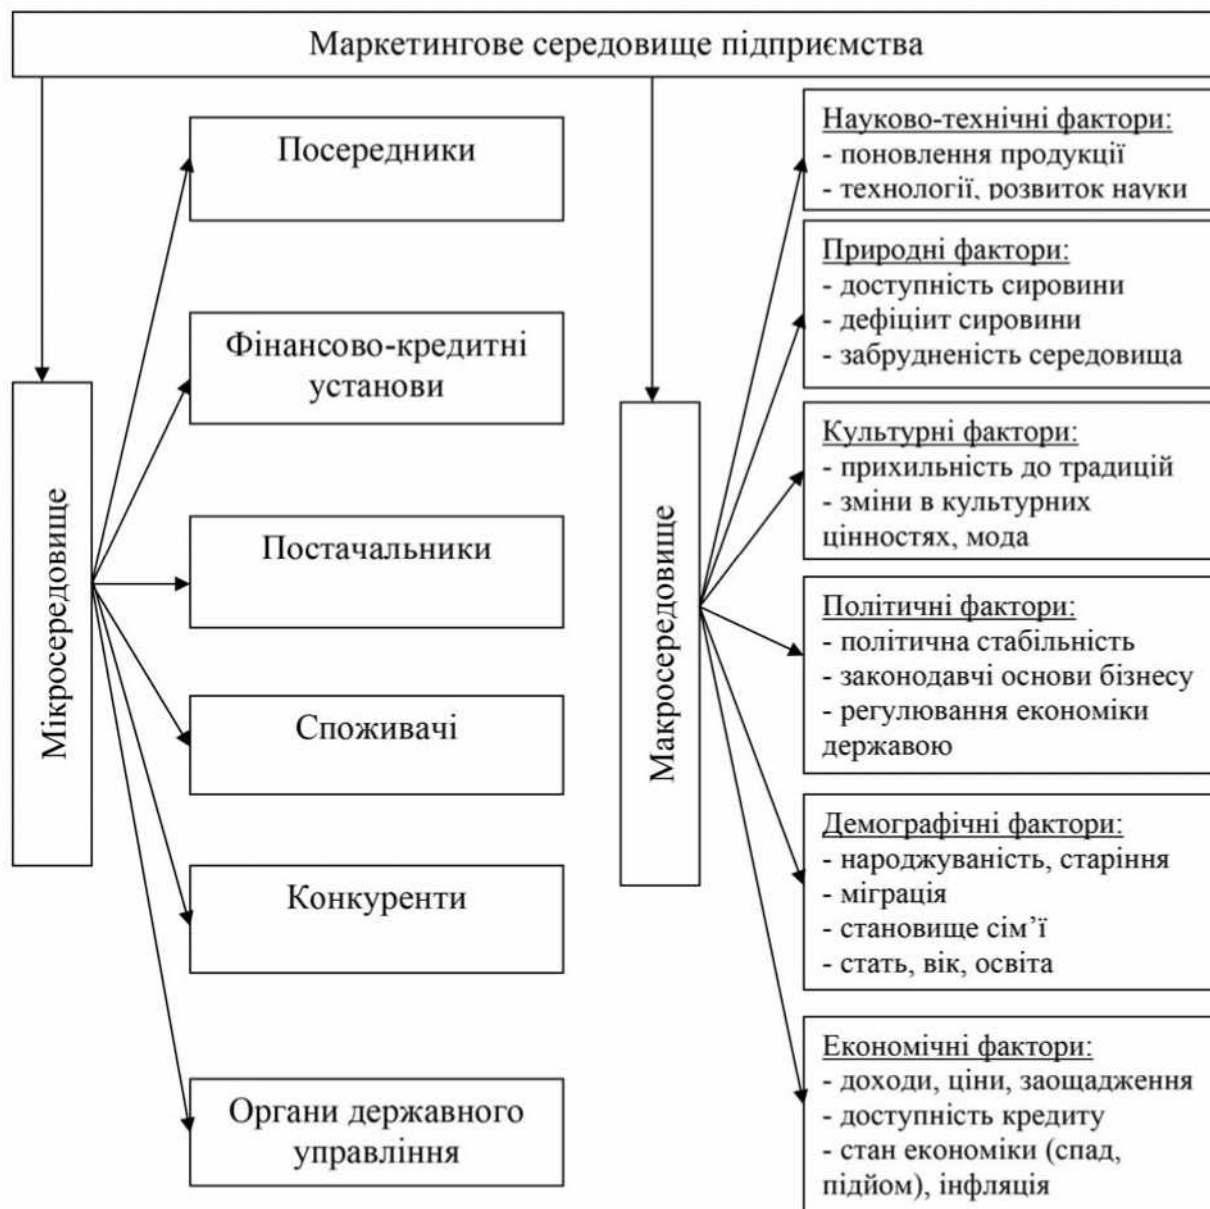 Маркетингове середовище підприємства
Мікросередовище
Посередники
Фінансово-кредитні
установи
Постачальники
Споживачі
Конкуренти
Органи державного
управління
Макросередовище
Науково-технічні фактори:
- поновлення продукції
- технології, розвиток науки
Природні фактори:
- доступність сировини
- дефіціит сировини
- забрудненість середовища
Культурні фактори:
- прихильність до традицій
- зміни в культурних
цінностях, мода
Політичні фактори:
- політична стабільність
- законодавчі основи бізнесу
- регулювання економіки
державою
Демографічні фактори:
- народжуваність, старіння
- міграція
- становище сім’ї
- стать, вік, освіта
Економічні фактори:
- доходи, ціни, заощадження
- доступність кредиту
- стан економіки (спад,
підйом), інфляція